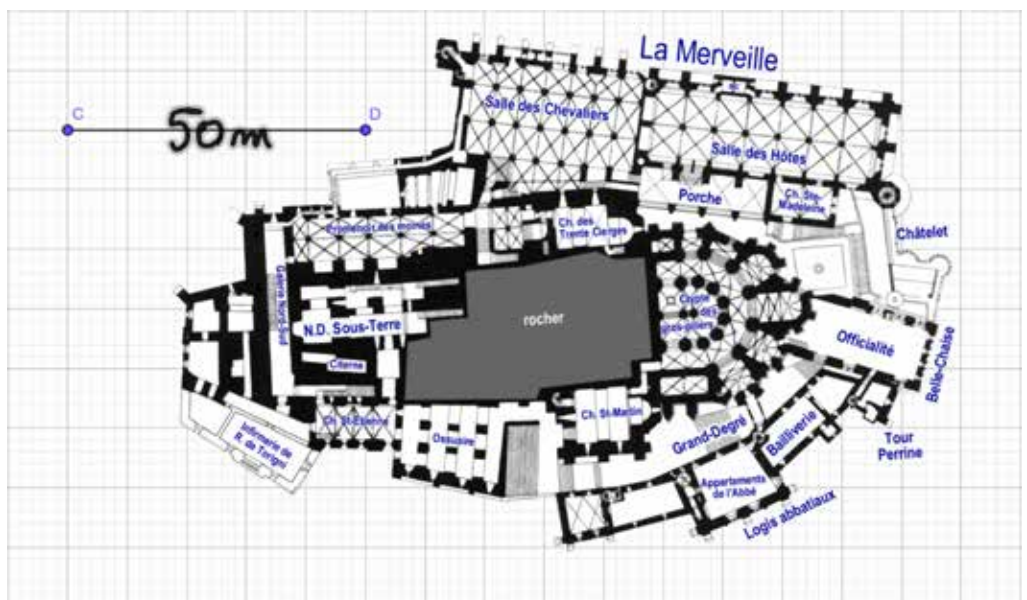 La Merveille
C
D
50m
Salle des Chevaliers
Salle des Hôtes
Porche
Ch. Ste-
Madeleine
Châtelet
Promenoir des moines
Ch. des
Trente Cierges
Galerie Nord-Sud
N.D. Sous-Terre
Citerne
rocher
Crypte
DES
gros-piliers
Officialité
Belle-Chaise
Infirmerie de
R. de Torigni
Ch. St-Etienne
Ossuaire
Ch. St-Martin
Grand-Degré
Bailliverie
Tour
Perrine
Appartements
de l'Abbé
Logis abbatiaux